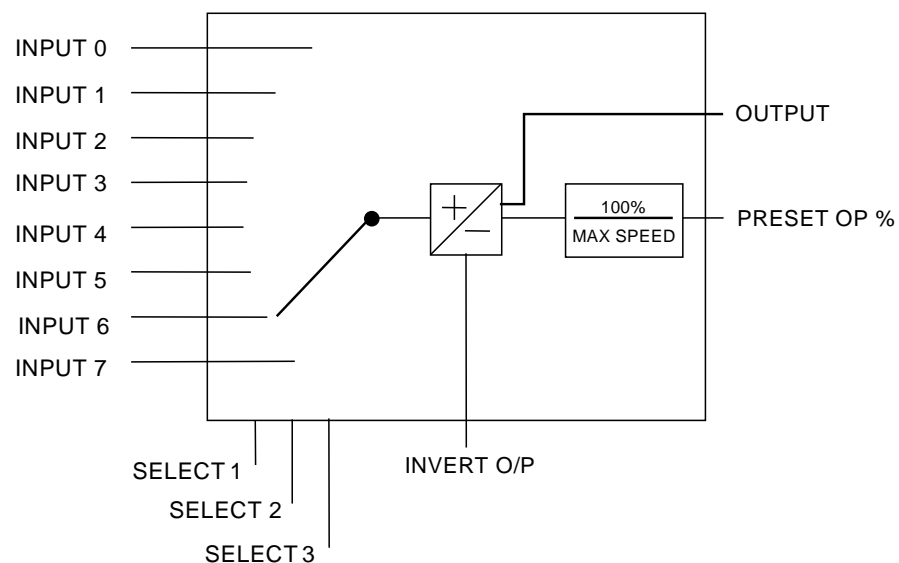 INPUT 0
INPUT 1
INPUT 2
INPUT 3
INPUT 4
INPUT 5
INPUT 6
INPUT 7
OUTPUT
+
−
100%
MAX SPEED
PRESET OP %
SELECT 1
SELECT 2
SELECT 3
INVERT O/P